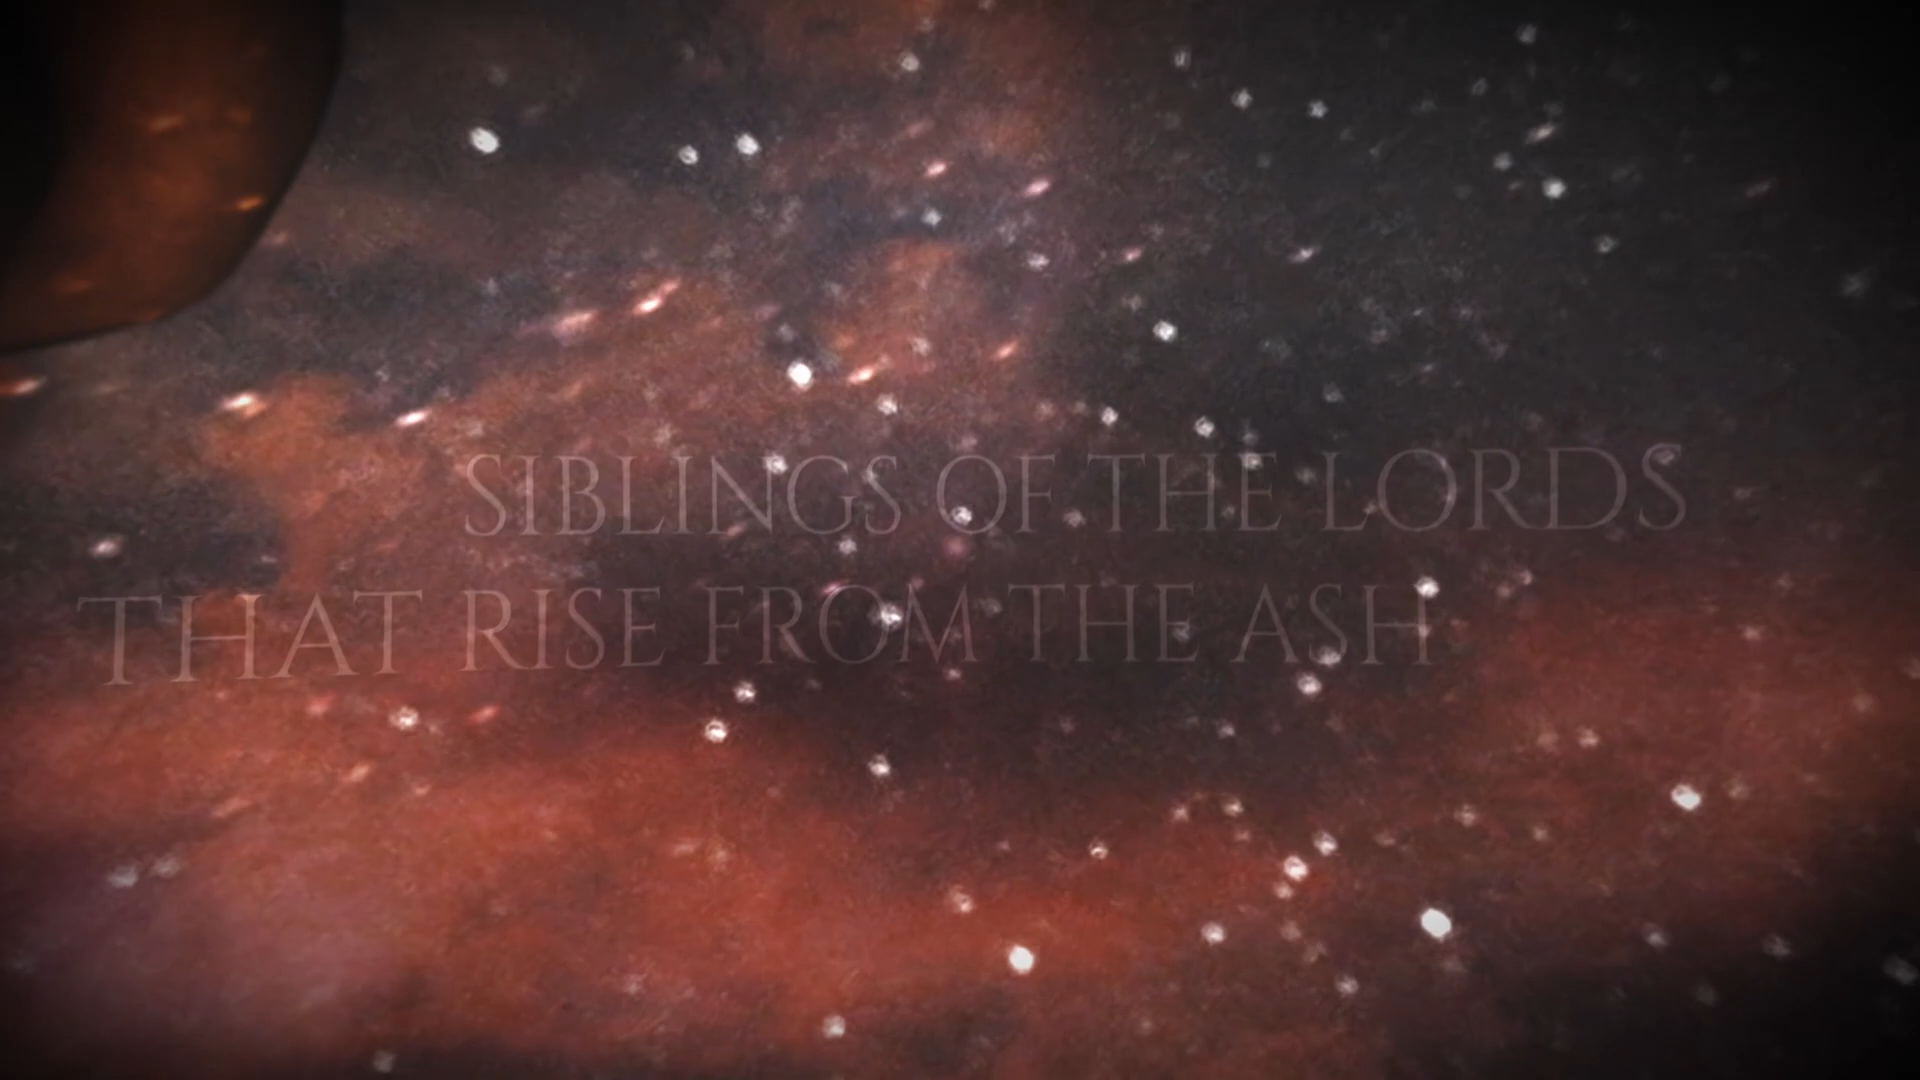 SIBLINGS OF THE LORDS
THAT RISE FROM THE ASH